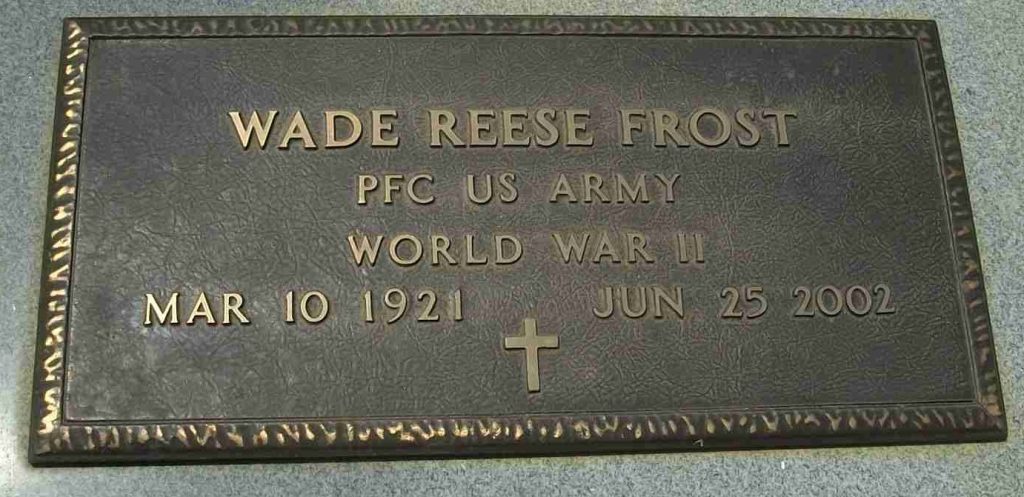 WADE REESE FROST
PFC US ARMY
WORLD WAR II
MAR 10 1921 JUN 25 2002